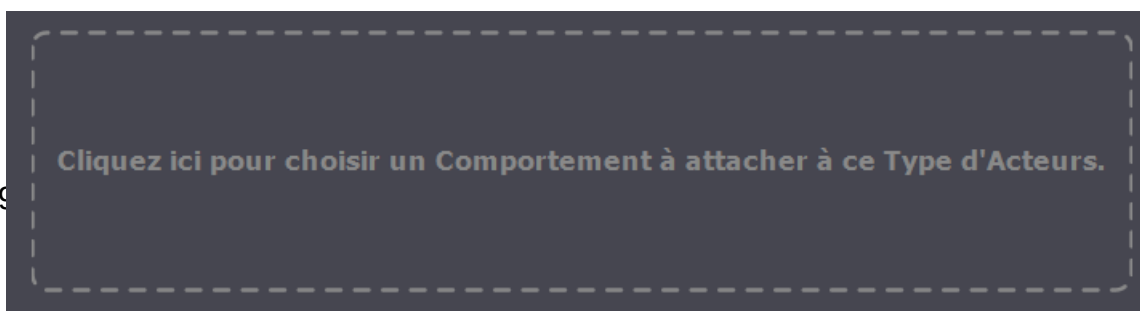 Cliquez ici pour choisir un Comportement à attacher à ce Type d'Acteurs.